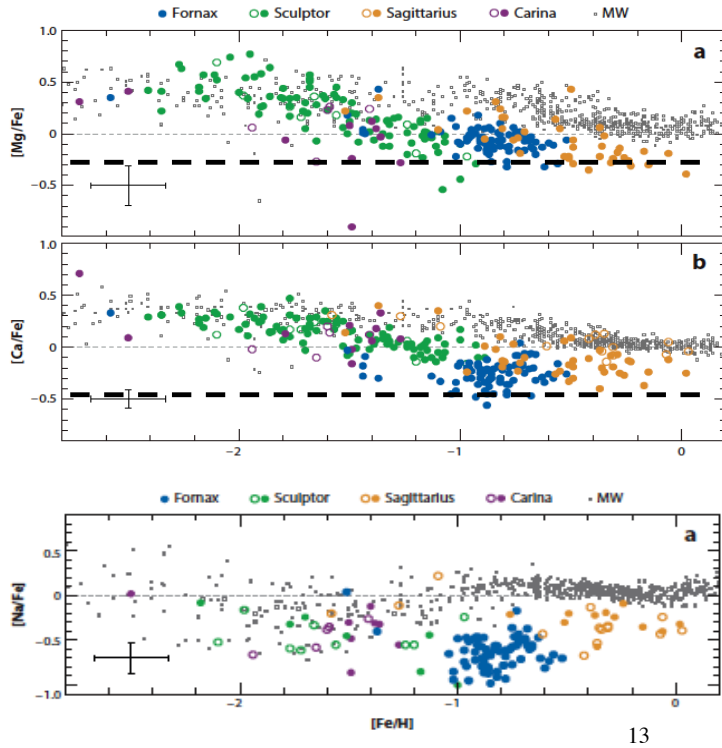 Fornax Sculptor Sagittarius Carina MW
1.0
a
0.5
[Mg/Fe]
0
−0.5
b
0.5
[Ca/Fe]
0
−0.5
−2 −1 0
Fornax Sculptor Sagittarius Carina MW
a
0.5
[Na/Fe]
0
−0.5
−1.0
−2 −1 0
[Fe/H]
13